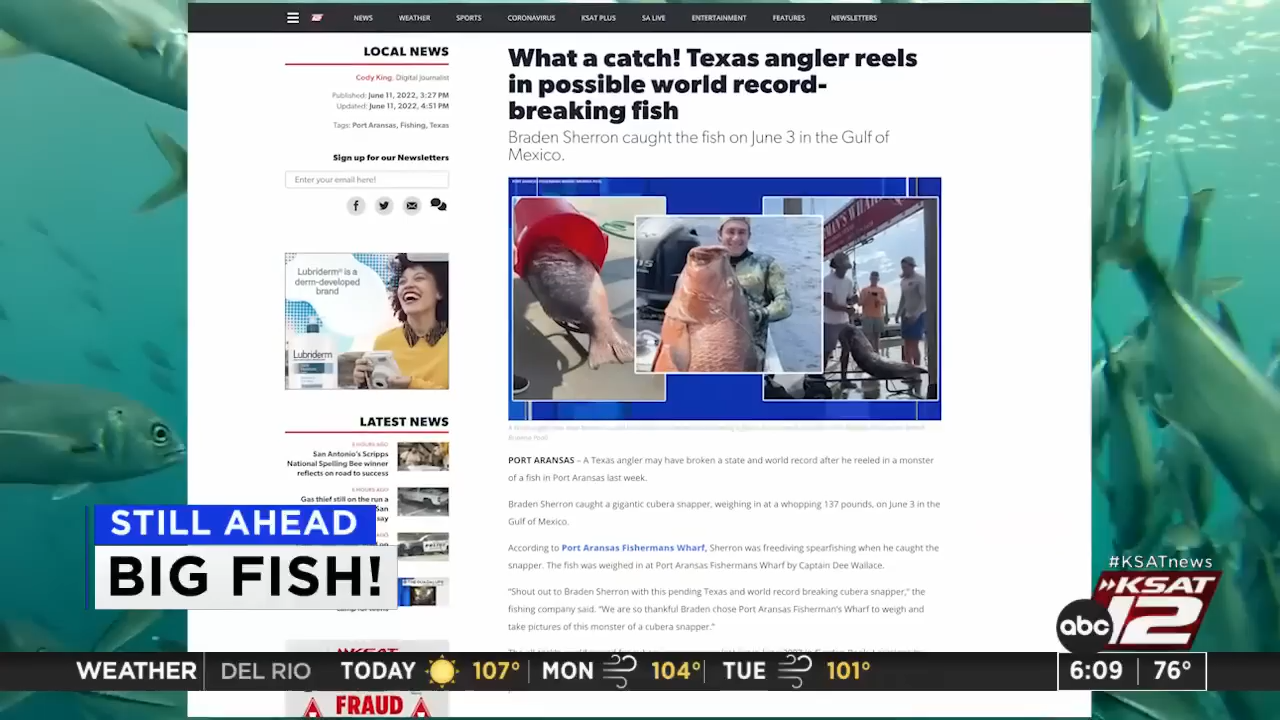 NEWS WEATHER SPORTS CORONAVIRUS KSAT PLUS SA LIVE ENTERTAINMENT FEATURES NEWSLETTERS
LOCAL NEWS
Cody King, Digital Journalist
Published: June 11, 2022, 3:27 PM
Updated: June 11, 2022, 4:51 PM
Tags: Port Aransas, Fishing, Texas
Sign up for our Newsletters
Enter your email here!
Lubriderm® is a
derm-developed
brand
Lubriderm
LATEST NEWS
San Antonio's Scripps
National Spelling Bee winner
reflects on road to success
Gas thief still on the run a
What a catch! Texas angler reels
in possible world record-
breaking fish
Braden Sherron caught the fish on June 3 in the Gulf of
Mexico.
PORT ARANSAS – A Texas angler may have broken a state and world record after he reeled in a monster
of a fish in Port Aransas last week.
Braden Sherron caught a gigantic cubera snapper, weighing in at a whopping 137 pounds, on June 3 in the
Gulf of Mexico.
According to Port Aransas Fishermans Wharf, Sherron was freediving spearfishing when he caught the
snapper. The fish was weighed in at Port Aransas Fishermans Wharf by Captain Dee Wallace.
"Shout out to Braden Sherron with this pending Texas and world record breaking cubera snapper," the
fishing company said. "We are so thankful Braden chose Port Aransas Fisherman's Wharf to weigh and
take pictures of this monster of a cubera snapper."
STILL AHEAD
BIG FISH!
#KSATnews
KSAT
abc 12
WEATHER DEL RIO TODAY 107° MON 104° TUE 101° 6:09 76°
FRAUD